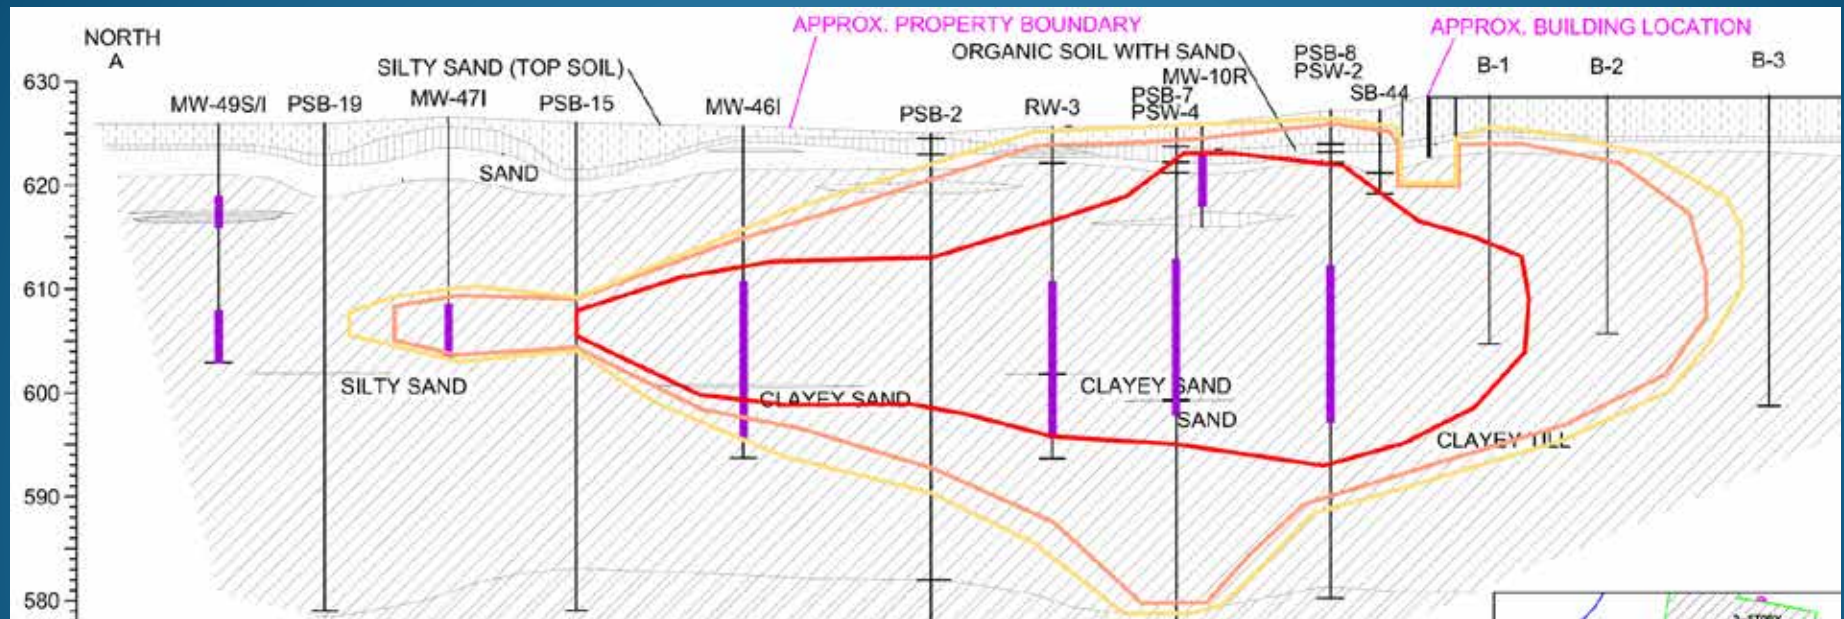 NORTH
A
APPROX. PROPERTY BOUNDARY
APPROX. BUILDING LOCATION
SILTY SAND (TOP SOIL)
ORGANIC SOIL WITH SAND
MW-49S/I
PSB-19
MW-47I
PSB-15
MW-46I
PSB-2
RW-3
PSB-7
PSW-4
MW-10R
PSB-8
PSW-2
SB-44
B-1
B-2
B-3
630
620
610
600
590
580
SAND
SILTY SAND
CLAYEY SAND
CLAYEY SAND
SAND
CLAYEY TILL